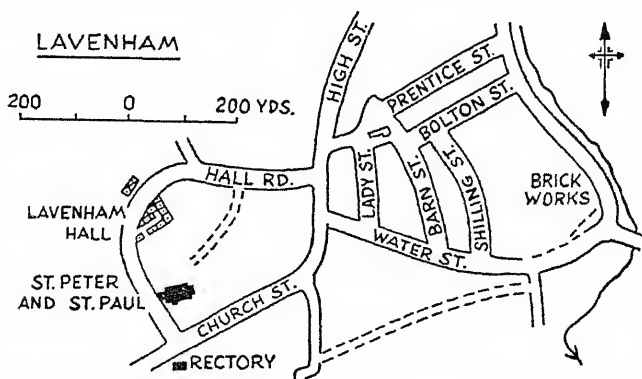 LAVENHAM
200 0 200 YDS.
HIGH ST.
PRENTICE ST.
BOLTON ST.
HALL RD.
LADY ST.
BARN ST.
SHILLING ST.
BRICK
WORKS
LAVENHAM
HALL
WATER ST.
ST. PETER
AND ST. PAUL
CHURCH ST.
RECTORY